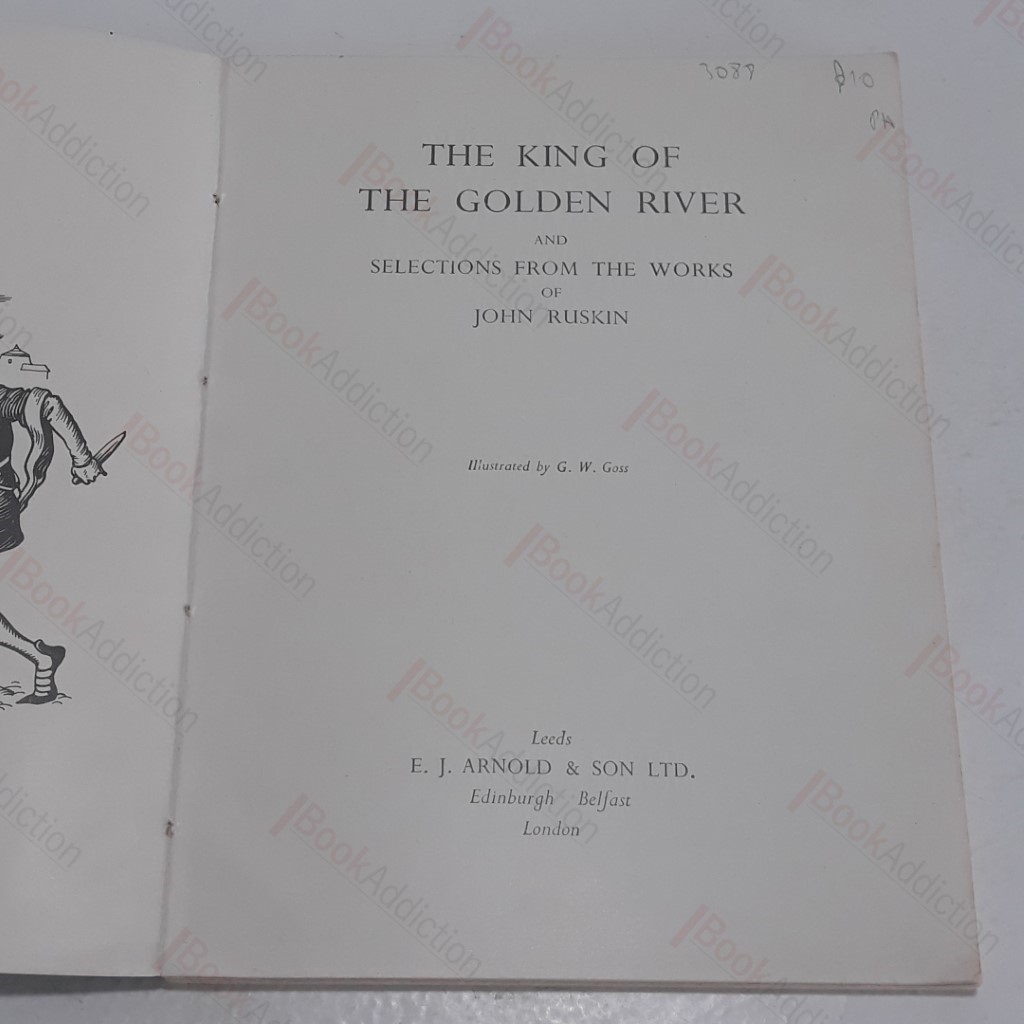 3089
THE KING OF
THE GOLDEN RIVER
AND
SELECTIONS FROM THE WORKS
OF
JOHN RUSKIN
Illustrated by G. W. Goss
Leeds
E. J. ARNOLD & SON LTD.
Edinburgh Belfast
London
BookAddiction